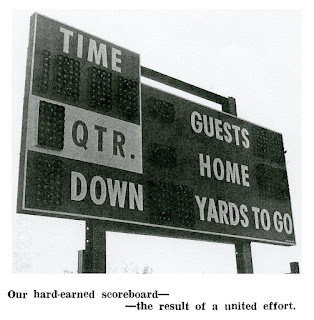 TIME
GUESTS
QTR.
HOME
DOWN
YARDS TO GO
Our hard-earned scoreboard—
—the result of a united effort.